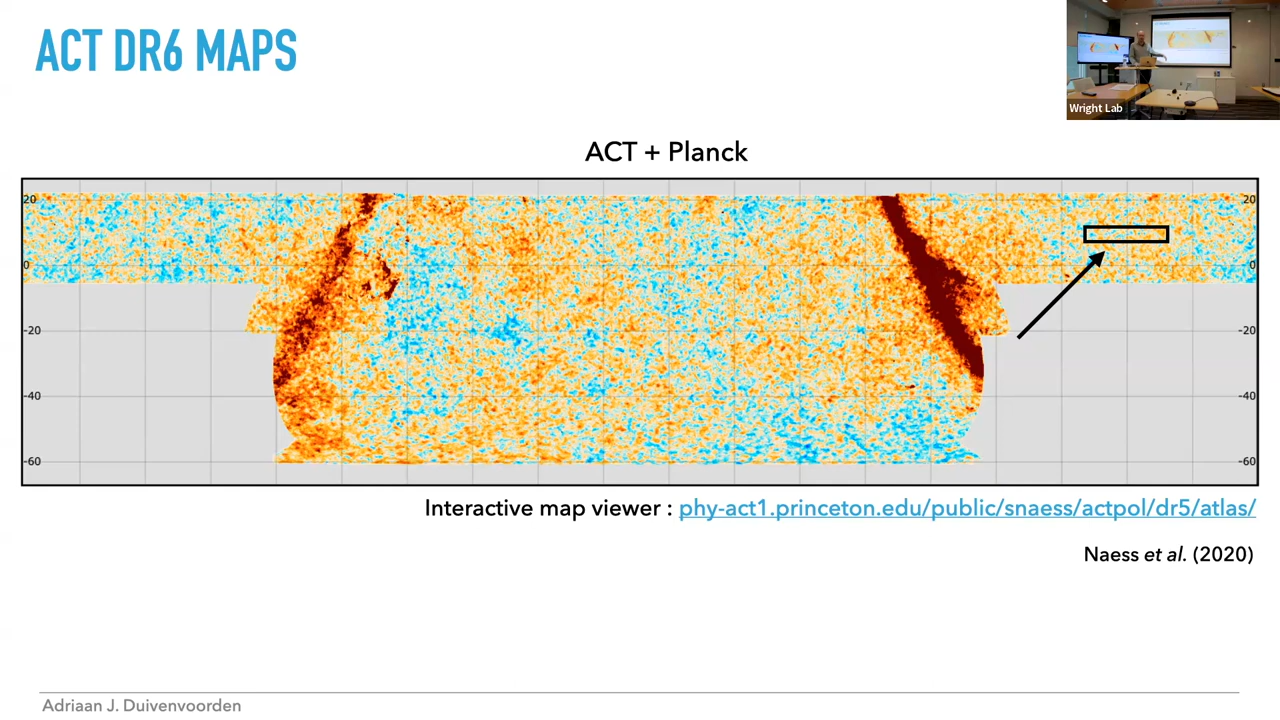 ACT DR6 MAPS
Wright Lab
ACT + Planck
20 20
0 0
-20 -20
-40 -40
-60 -60
Interactive map viewer : phy-act1.princeton.edu/public/snaess/actpol/dr5/atlas/
Naess et al. (2020)
Adriaan J. Duivenvoorden